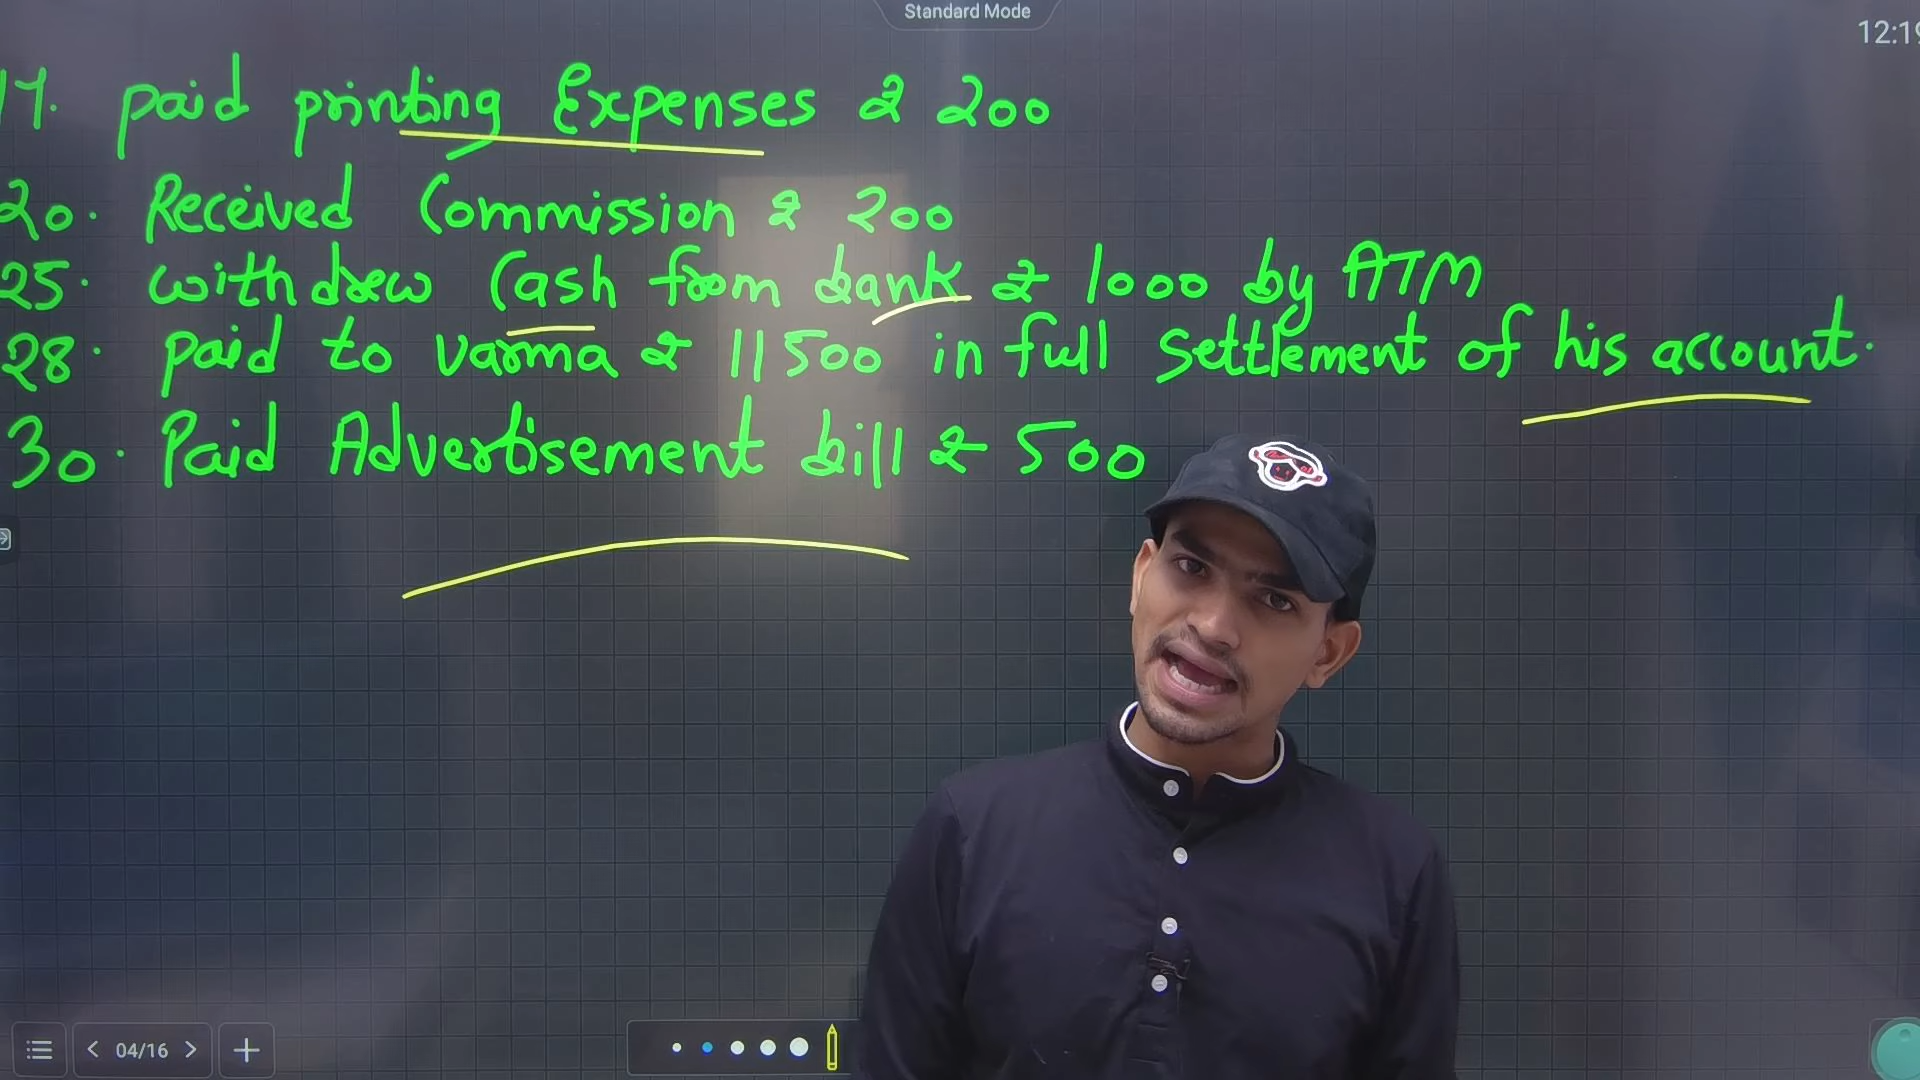 Standard Mode
12:19
17. paid printing Expenses ₹ 200
20. Received Commission ₹ 200
25. withdrew Cash from bank ₹ 1000 by ATM
28. paid to varma ₹ 11500 in full settlement of his account.
30. Paid Advertisement bill ₹ 500
04/16